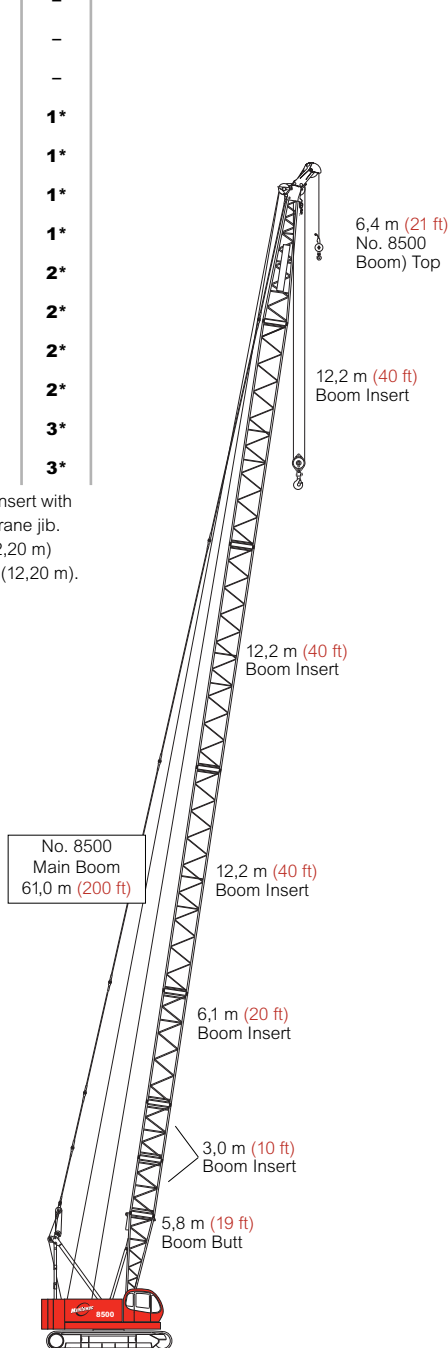 –
–
–
1*
1*
1*
1*
2*
2*
2*
2*
3*
3*
nsert with
rane jib.
2,20 m)
(12,20 m).
6,4 m (21 ft)
No. 8500
Boom) Top
12,2 m (40 ft)
Boom Insert
12,2 m (40 ft)
Boom Insert
No. 8500
Main Boom
61,0 m (200 ft)
12,2 m (40 ft)
Boom Insert
6,1 m (20 ft)
Boom Insert
3,0 m (10 ft)
Boom Insert
5,8 m (19 ft)
Boom Butt
8500